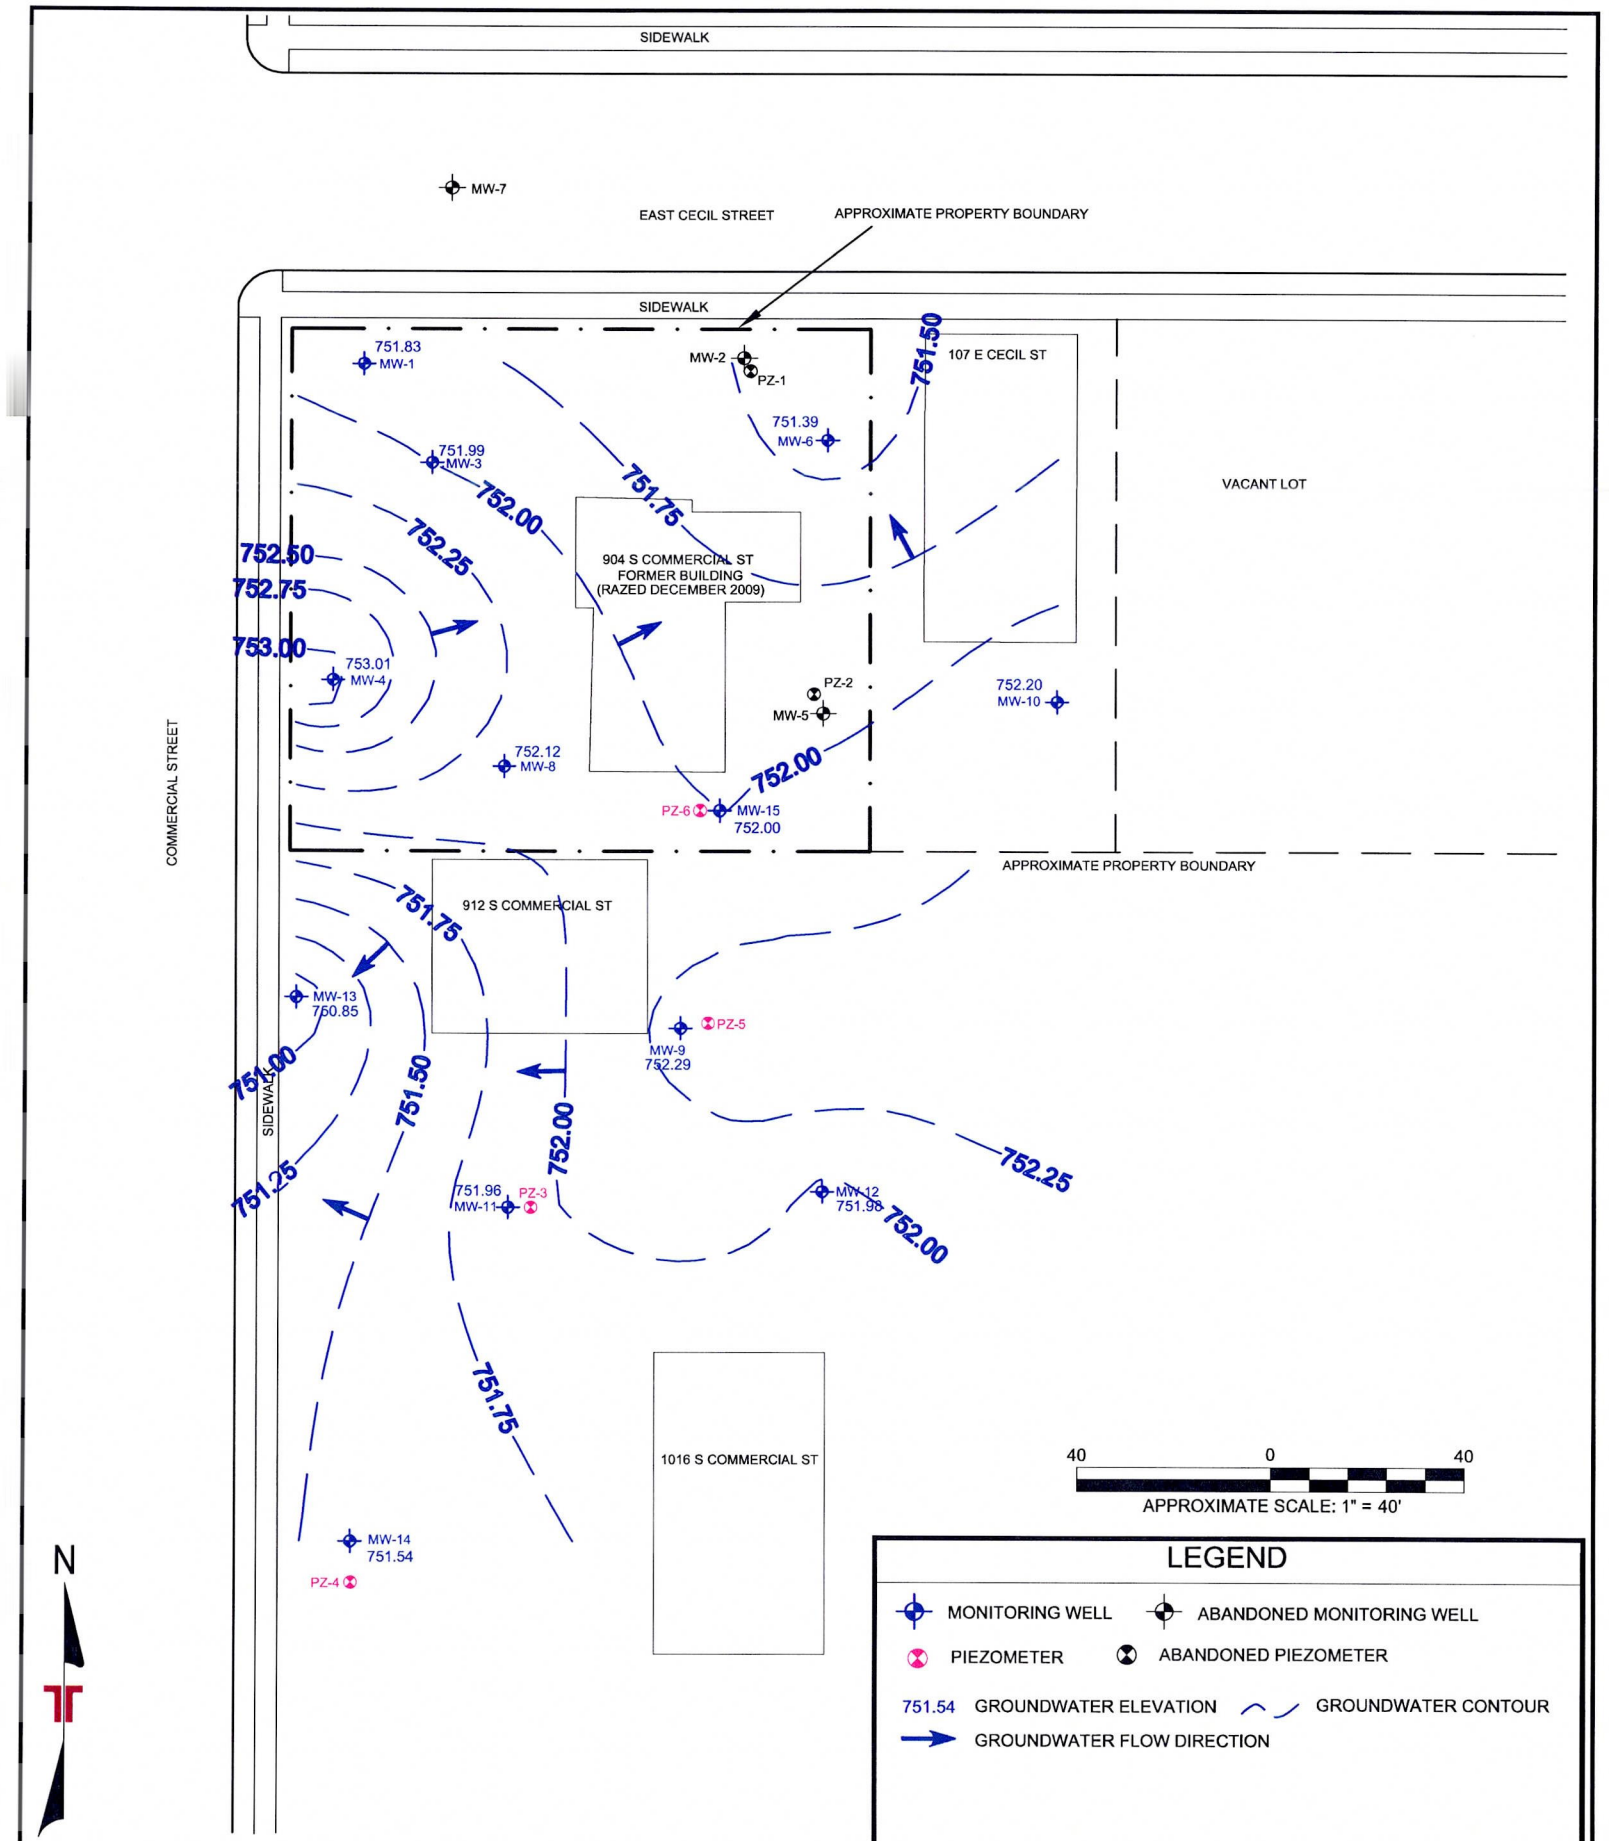 SIDEWALK
MW-7
EAST CECIL STREET
APPROXIMATE PROPERTY BOUNDARY
SIDEWALK
751.83
MW-1
MW-2
PZ-1
751.50
107 E CECIL ST
751.39
MW-6
751.99
MW-3
752.00
751.75
VACANT LOT
752.25
752.50
752.75
904 S COMMERCIAL ST
FORMER BUILDING
(RAZED DECEMBER 2009)
753.00
753.01
MW-4
PZ-2
MW-5
752.20
MW-10
COMMERCIAL STREET
752.12
MW-8
752.00
PZ-6
MW-15
752.00
APPROXIMATE PROPERTY BOUNDARY
751.75
912 S COMMERCIAL ST
MW-13
750.85
PZ-5
MW-9
752.29
751.00
SIDEWALK
751.50
752.00
752.25
751.25
751.96
MW-11
PZ-3
MW-12
751.98
752.00
751.75
1016 S COMMERCIAL ST
40 0 40
APPROXIMATE SCALE: 1" = 40'
MW-14
751.54
PZ-4
N
LEGEND
MONITORING WELL
ABANDONED MONITORING WELL
PIEZOMETER
ABANDONED PIEZOMETER
751.54 GROUNDWATER ELEVATION
GROUNDWATER CONTOUR
GROUNDWATER FLOW DIRECTION